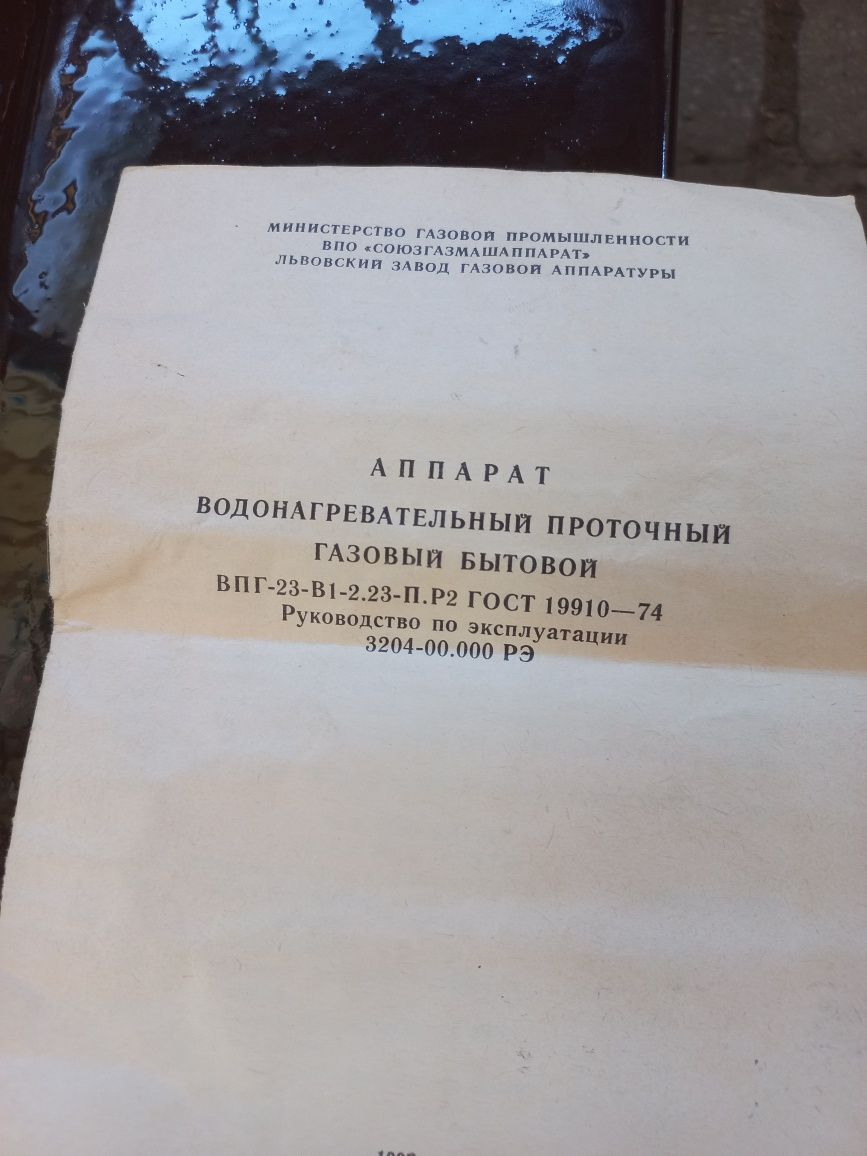 МИНИСТЕРСТВО ГАЗОВОЙ ПРОМЫШЛЕННОСТИ
ВПО «СОЮЗГАЗМАШАППАРАТ»
ЛЬВОВСКИЙ ЗАВОД ГАЗОВОЙ АППАРАТУРЫ
АППАРАТ
ВОДОНАГРЕВАТЕЛЬНЫЙ ПРОТОЧНЫЙ
ГАЗОВЫЙ БЫТОВОЙ
ВПГ-23-В1-2.23-П.Р2 ГОСТ 19910—74
Руководство по эксплуатации
3204-00.000 РЭ